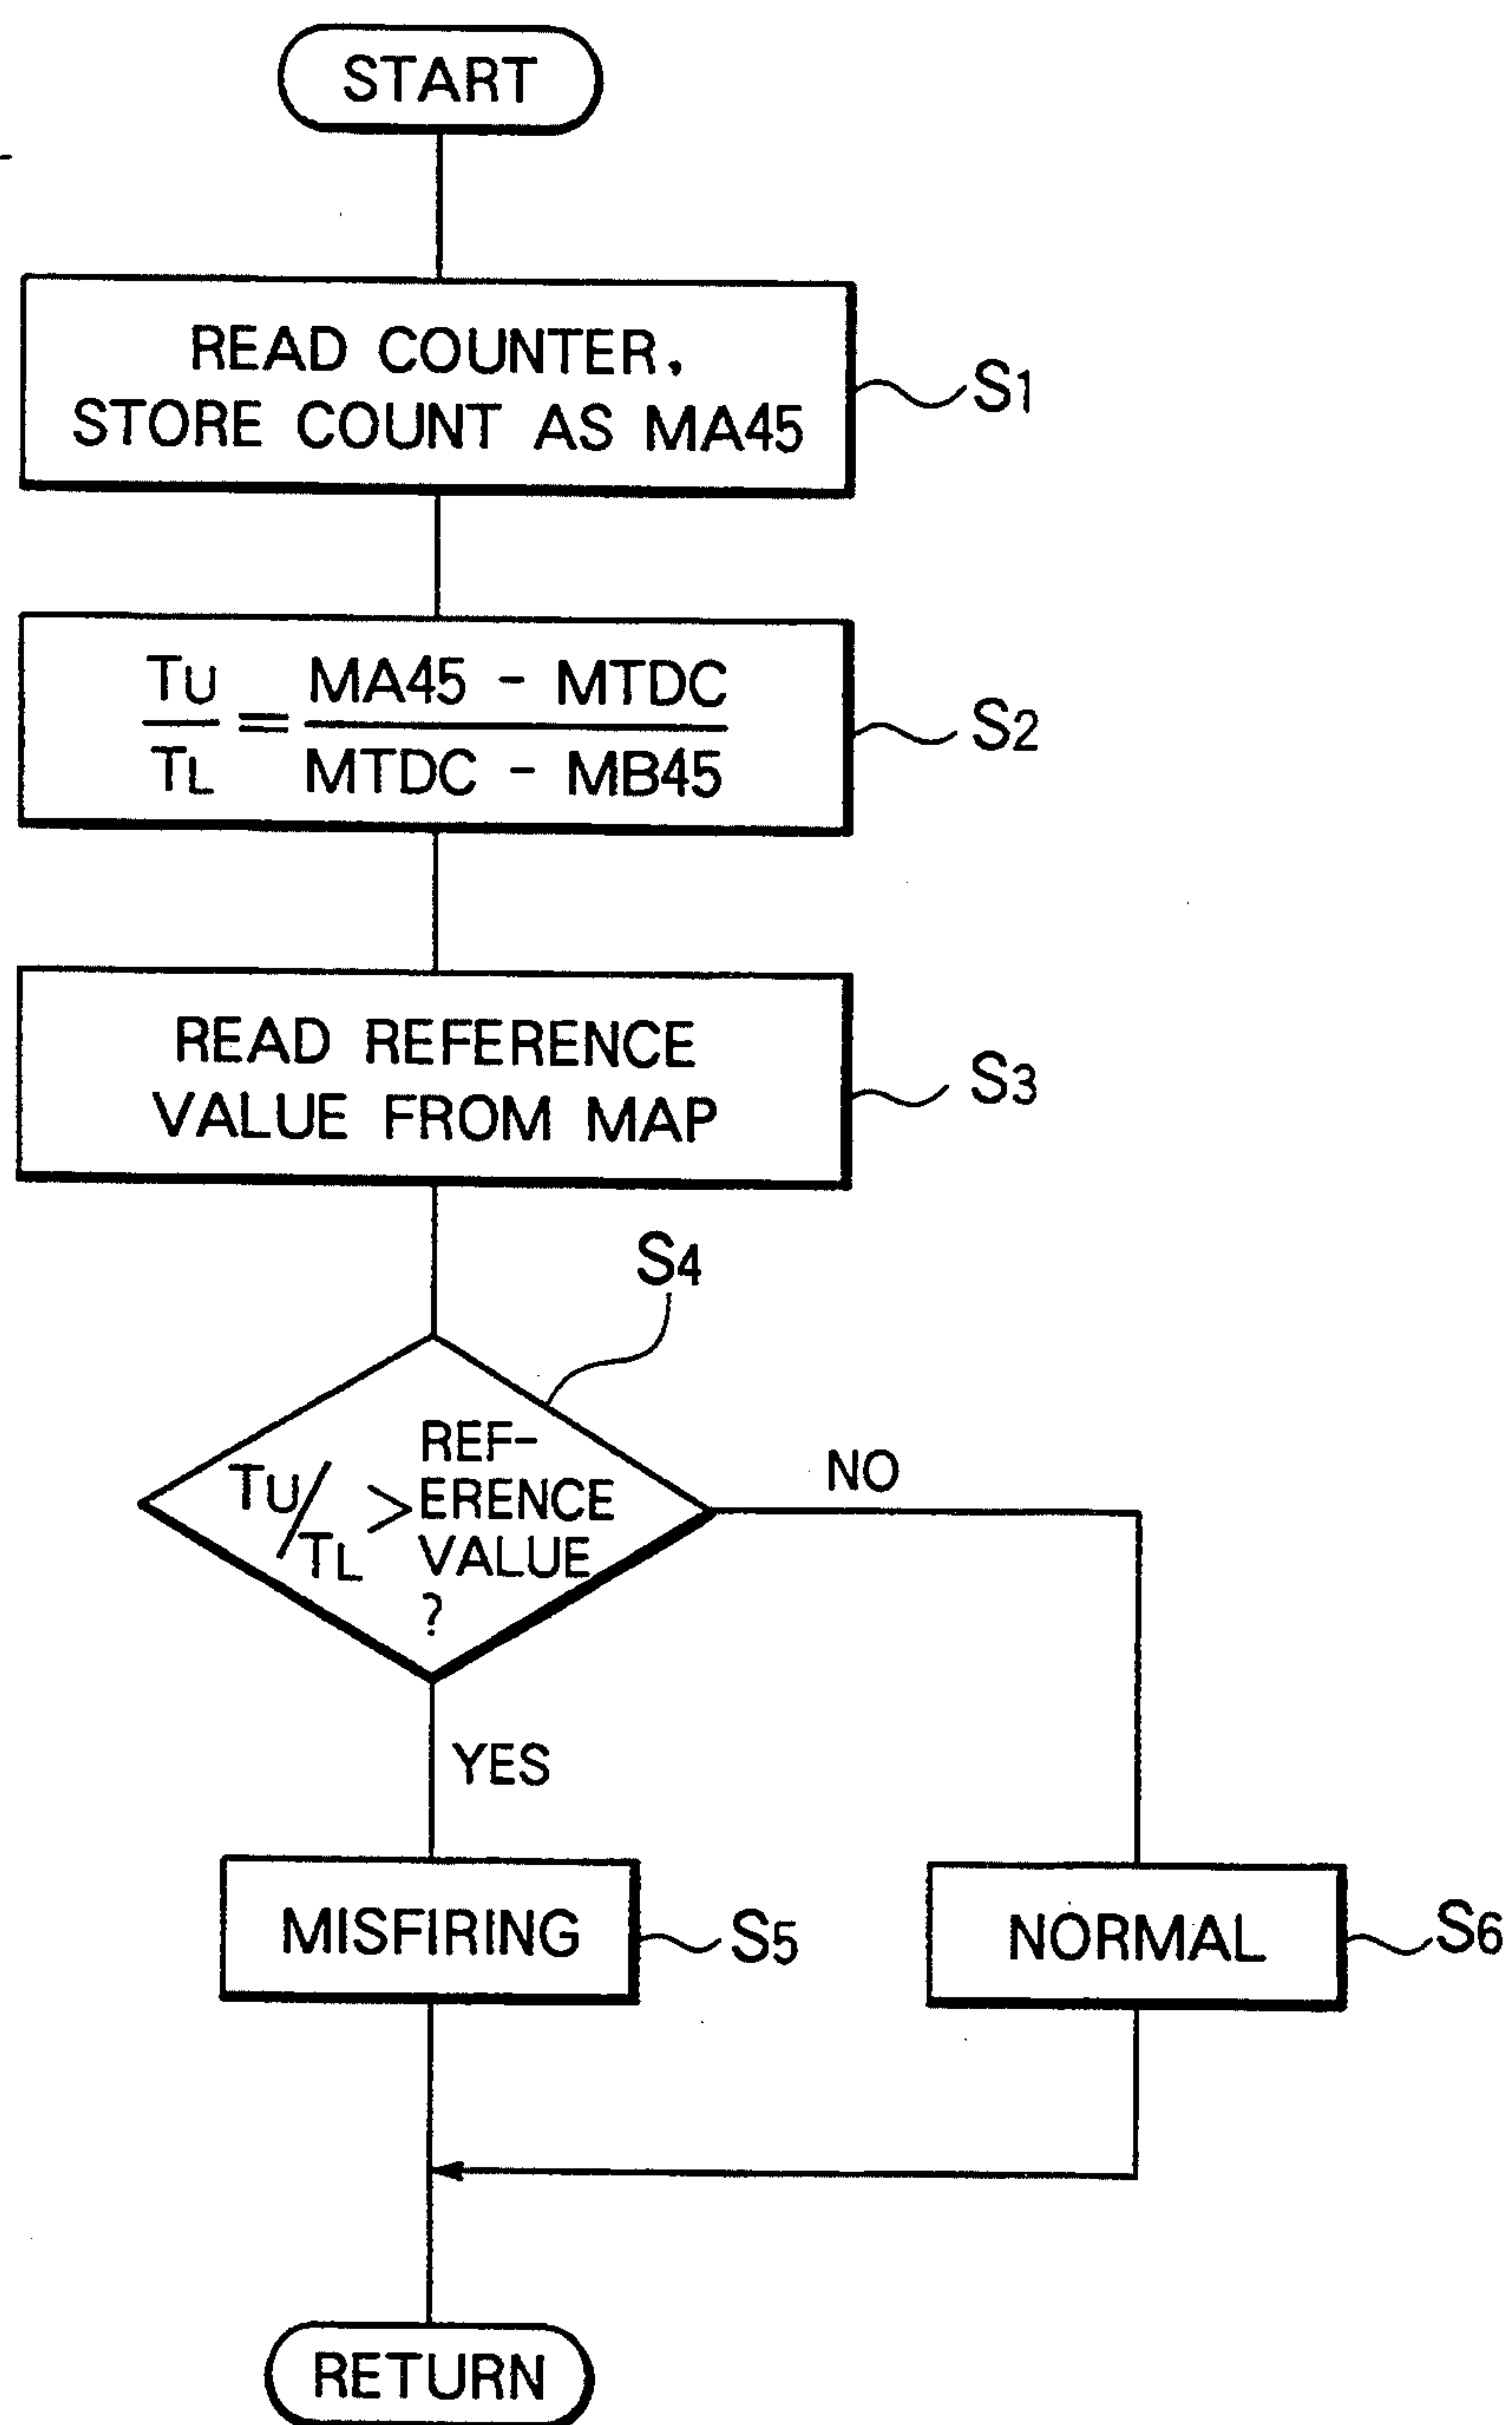 START
READ COUNTER,
STORE COUNT AS MA45
S1
TU/TL = MA45 - MTDC / MTDC - MB45
S2
READ REFERENCE
VALUE FROM MAP
S3
S4
TU/TL > REF-
ERENCE
VALUE
?
NO
YES
MISFIRING
S5
NORMAL
S6
RETURN